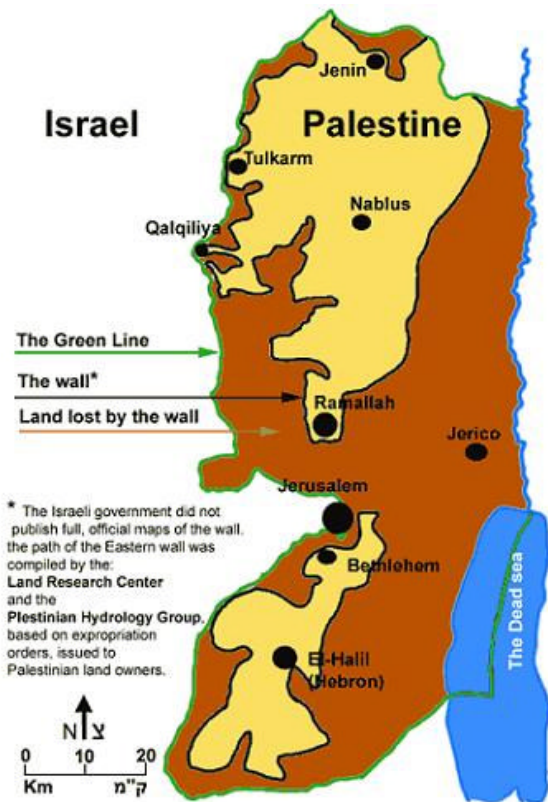 Jenin
Israel
Palestine
Tulkarm
Nablus
Qalqiliya
The Green Line
The wall*
Ramallah
Land lost by the wall
Jerico
Jerusalem
* The Israeli government did not
publish full, official maps of the wall.
the path of the Eastern wall was
compiled by the:
Land Research Center
and the
Plestinian Hydrology Group,
based on expropriation
orders, issued to
Palestinian land owners.
Bethlehem
The Dead sea
El-Halil
(Hebron)
N צ
0 10 20
Km ק"מ